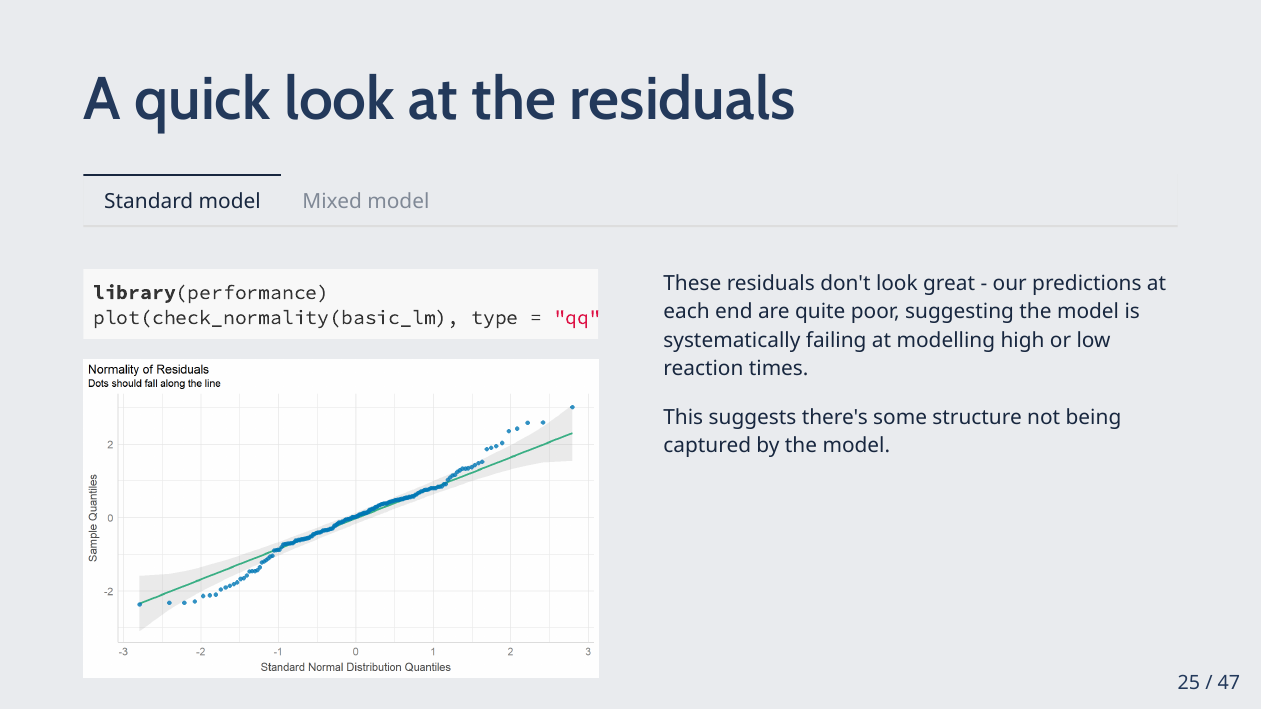 A quick look at the residuals
Standard model
Mixed model
library(performance)
plot(check_normality(basic_lm), type = "qq"
Normality of Residuals
Dots should fall along the line
Sample Quantiles
2
0
-2
-3
-2
-1
0
1
2
3
Standard Normal Distribution Quantiles
These residuals don't look great - our predictions at
each end are quite poor, suggesting the model is
systematically failing at modelling high or low
reaction times.
This suggests there's some structure not being
captured by the model.
25 / 47